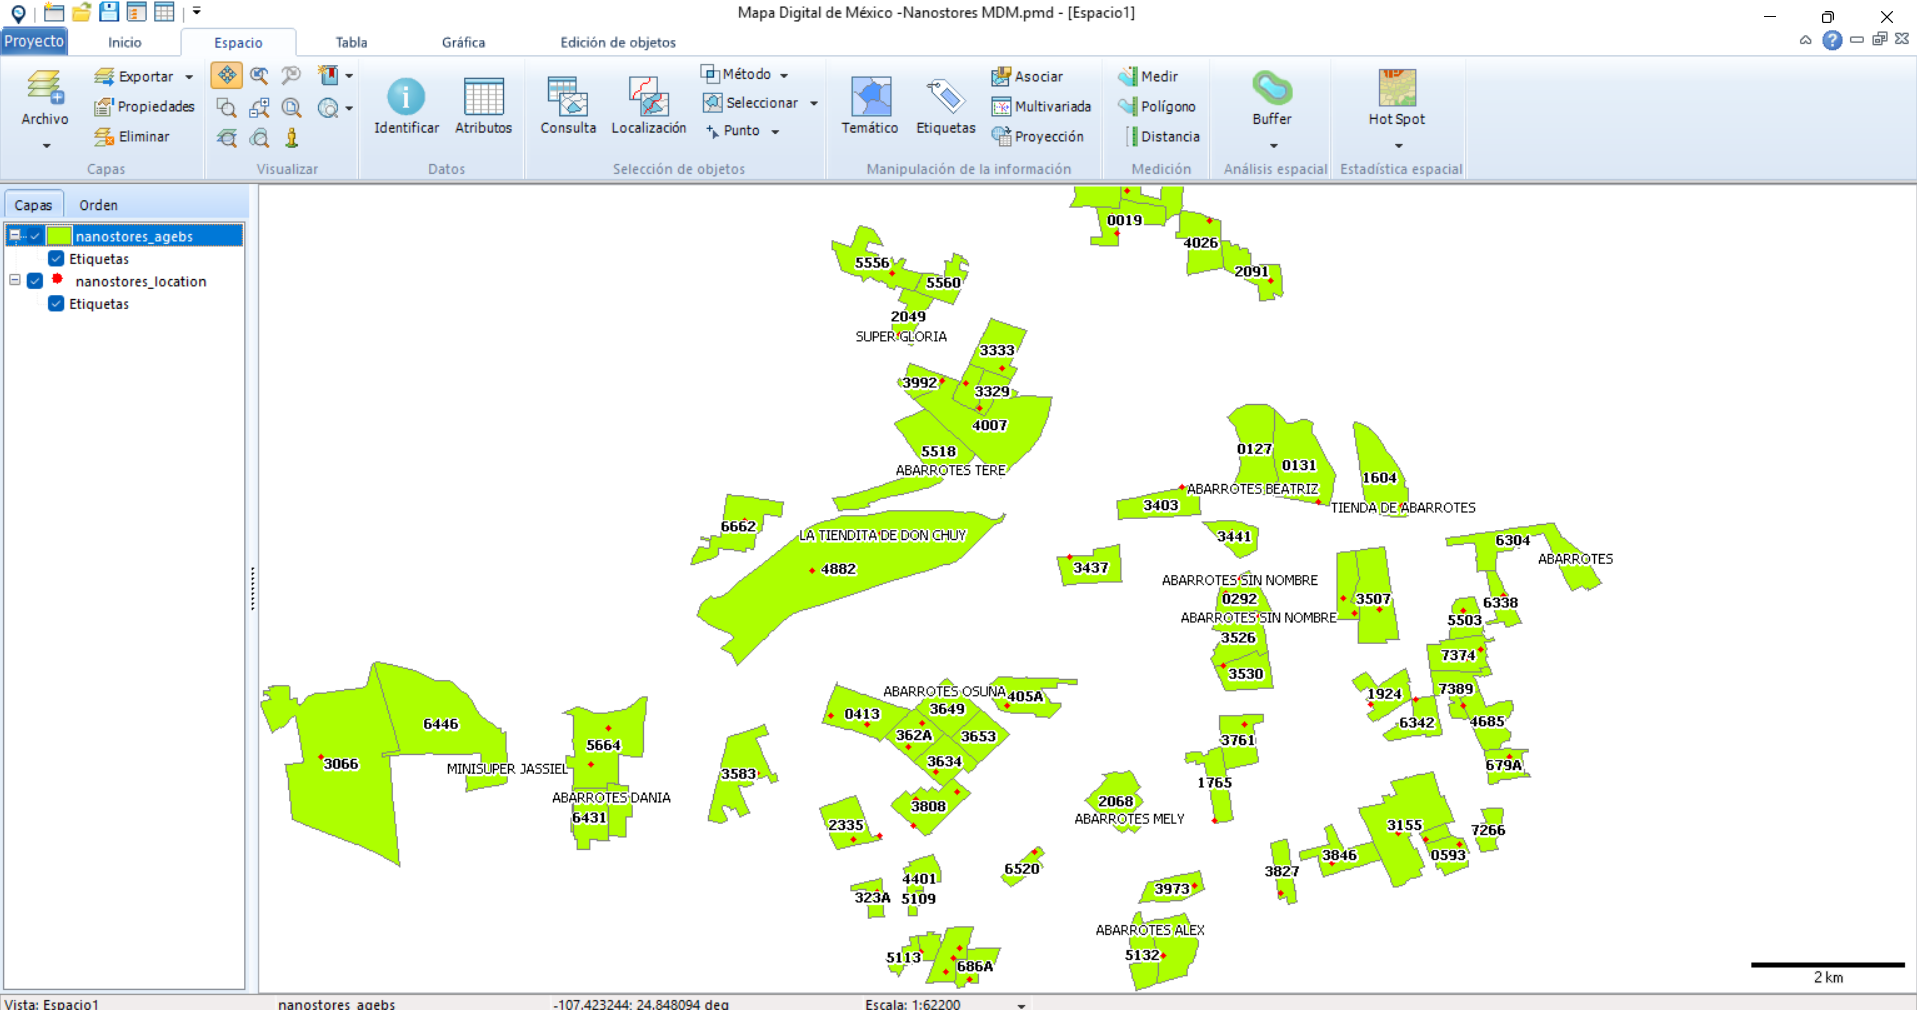 Mapa Digital de México -Nanostores MDM.pmd - [Espacio1]
Proyecto Inicio Espacio Tabla Gráfica Edición de objetos
Archivo
Exportar
Propiedades
Eliminar
Capas
Visualizar
Identificar Atributos
Datos
Consulta Localización
Método
Seleccionar
Punto
Selección de objetos
Temático Etiquetas
Asociar
Multivariada
Proyección
Manipulación de la información
Medir
Polígono
Distancia
Medición
Buffer
Análisis espacial
Hot Spot
Estadística espacial
Capas Orden
nanostores_agebs
Etiquetas
nanostores_location
Etiquetas
0019
4026
5556
2091
5560
2049
SUPER GLORIA
3333
3992
3329
4007
0127
5518
0131
ABARROTES TERE
1604
ABARROTES BEATRIZ
3403
TIENDA DE ABARROTES
6662
LA TIENDITA DE DON CHUY
3441
6304
ABARROTES
4882
3437
ABARROTES SIN NOMBRE
0292
3507
6338
ABARROTES SIN NOMBRE
5503
3526
7374
3530
7389
ABARROTES OSUNA
405A
1924
3649
0413
6446
6342
4685
362A
3653
3761
5664
3634
3066
679A
MINISUPER JASSIEL
3583
1765
ABARROTES DANIA
2068
3808
6431
ABARROTES MELY
2335
3155
7266
3846
0593
6520
3827
4401
3973
323A
5109
ABARROTES ALEX
5132
5113
686A
2 km
Vista: Espacio1 nanostores_agebs -107.423244; 24.848094 deg Escala: 1:62200